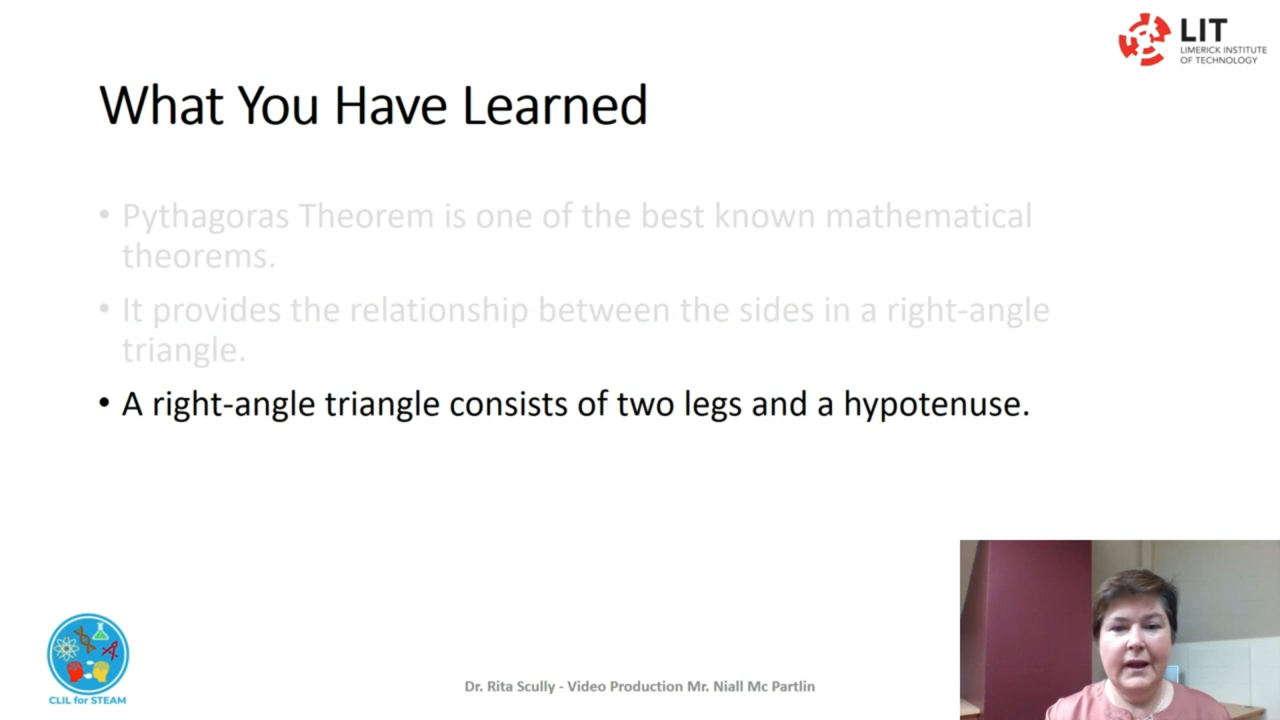 LIT
LIMERICK INSTITUTE
OF TECHNOLOGY
What You Have Learned
• Pythagoras Theorem is one of the best known mathematical
theorems.
• It provides the relationship between the sides in a right-angle
triangle.
• A right-angle triangle consists of two legs and a hypotenuse.
CLIL for STEAM
Dr. Rita Scully - Video Production Mr. Niall Mc Partlin